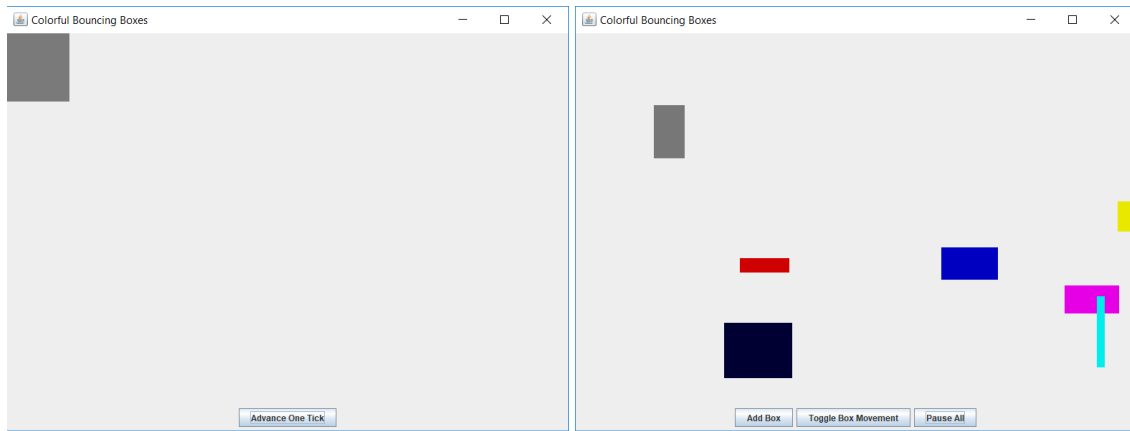 Colorful Bouncing Boxes
Advance One Tick
Colorful Bouncing Boxes
Add Box Toggle Box Movement Pause All